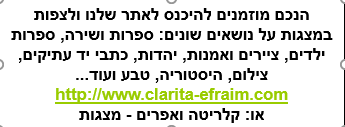 הנכם מוזמנים להיכנס לאתר שלנו ולצפות
במצגות על נושאים שונים: ספרות ושירה, ספרות
ילדים, ציירים ואמנות, יהדות, כתבי יד עתיקים,
צילום, היסטוריה, טבע ועוד...
http://www.clarita-efraim.com
או: קלריטה ואפרים - מצגות